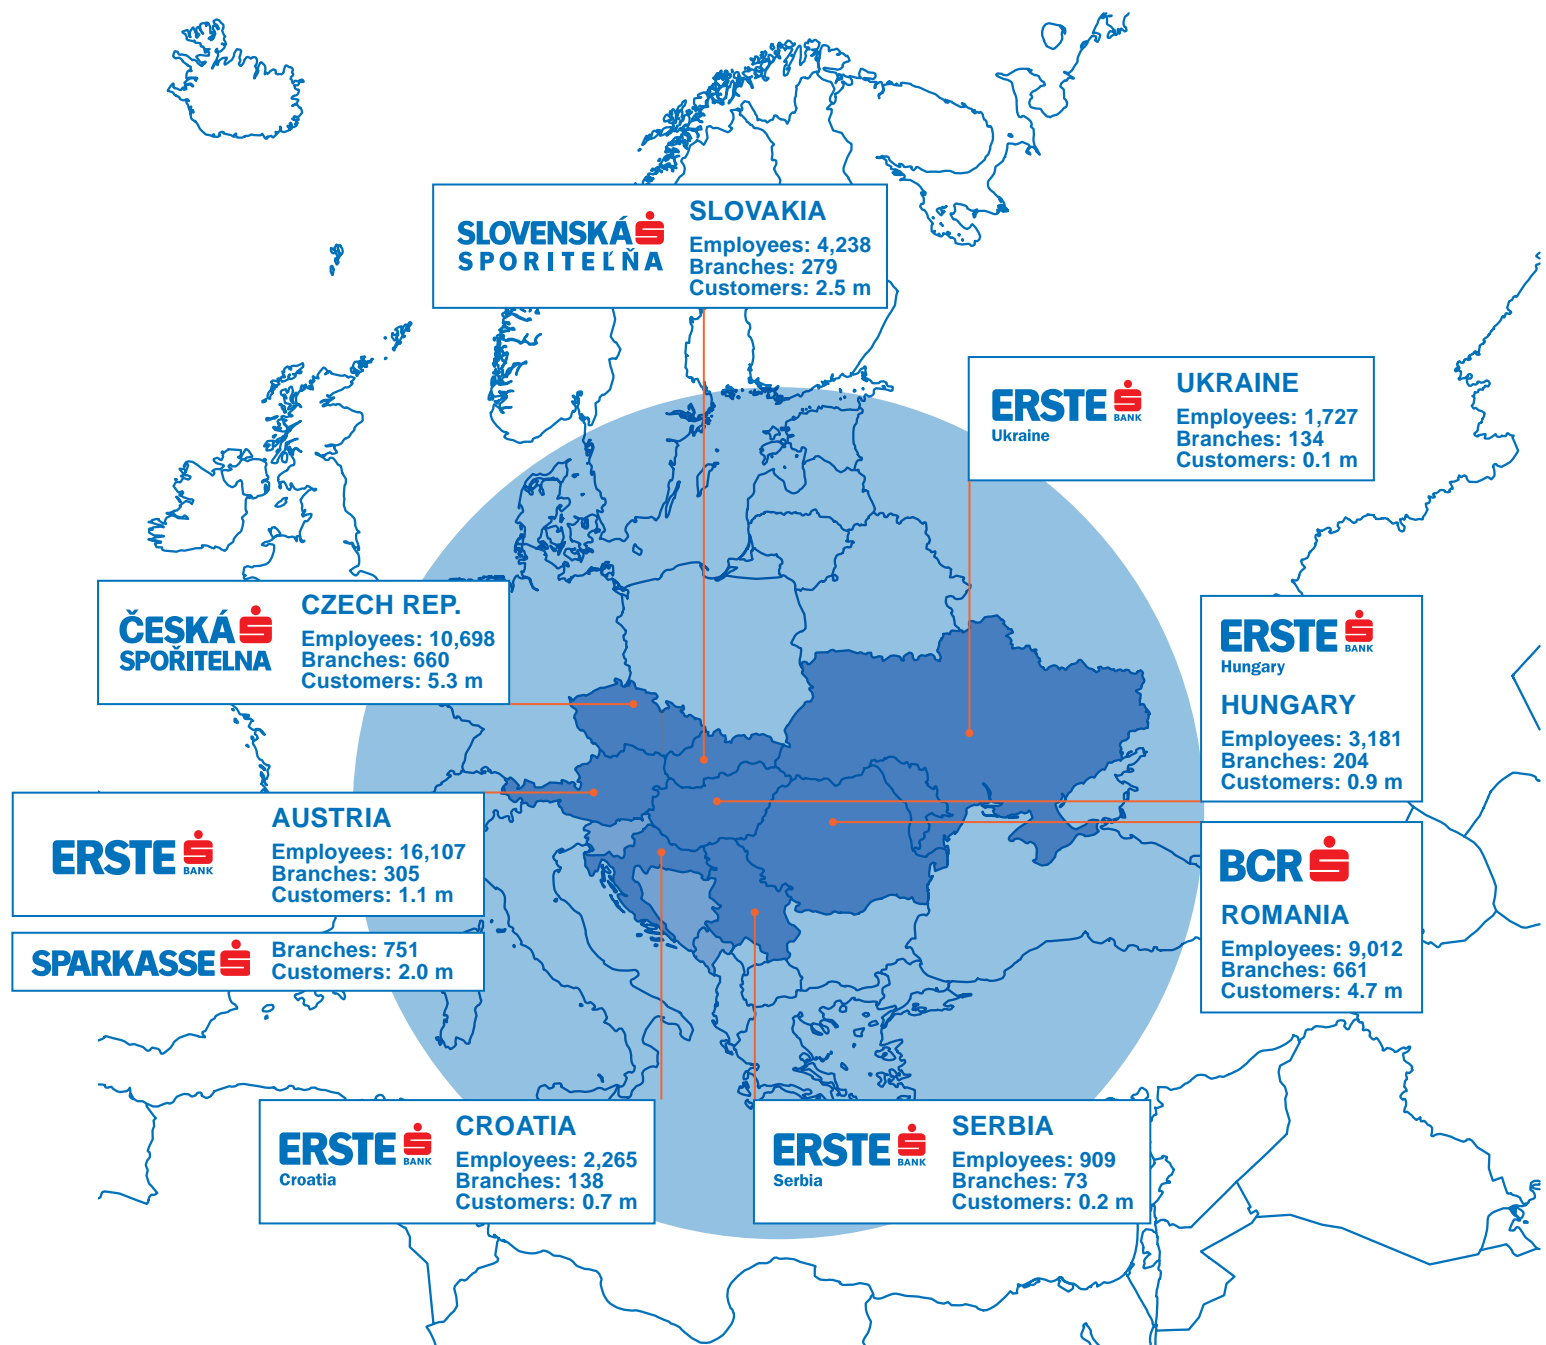 SLOVENSKÁ
SPORITEĽŇA
SLOVAKIA
Employees: 4,238
Branches: 279
Customers: 2.5 m
ERSTE
BANK
Ukraine
UKRAINE
Employees: 1,727
Branches: 134
Customers: 0.1 m
ČESKÁ
SPOŘITELNA
CZECH REP.
Employees: 10,698
Branches: 660
Customers: 5.3 m
ERSTE
BANK
Hungary
HUNGARY
Employees: 3,181
Branches: 204
Customers: 0.9 m
ERSTE
BANK
AUSTRIA
Employees: 16,107
Branches: 305
Customers: 1.1 m
SPARKASSE
Branches: 751
Customers: 2.0 m
BCR
ROMANIA
Employees: 9,012
Branches: 661
Customers: 4.7 m
ERSTE
BANK
Croatia
CROATIA
Employees: 2,265
Branches: 138
Customers: 0.7 m
ERSTE
BANK
Serbia
SERBIA
Employees: 909
Branches: 73
Customers: 0.2 m